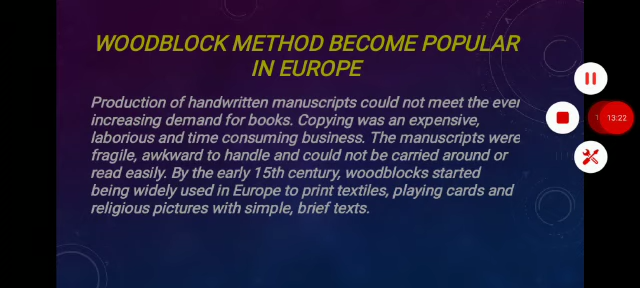 WOODBLOCK METHOD BECOME POPULAR
IN EUROPE
Production of handwritten manuscripts could not meet the ever
increasing demand for books. Copying was an expensive,
laborious and time consuming business. The manuscripts were
fragile, awkward to handle and could not be carried around or
read easily. By the early 15th century, woodblocks started
being widely used in Europe to print textiles, playing cards and
religious pictures with simple, brief texts.
13:22